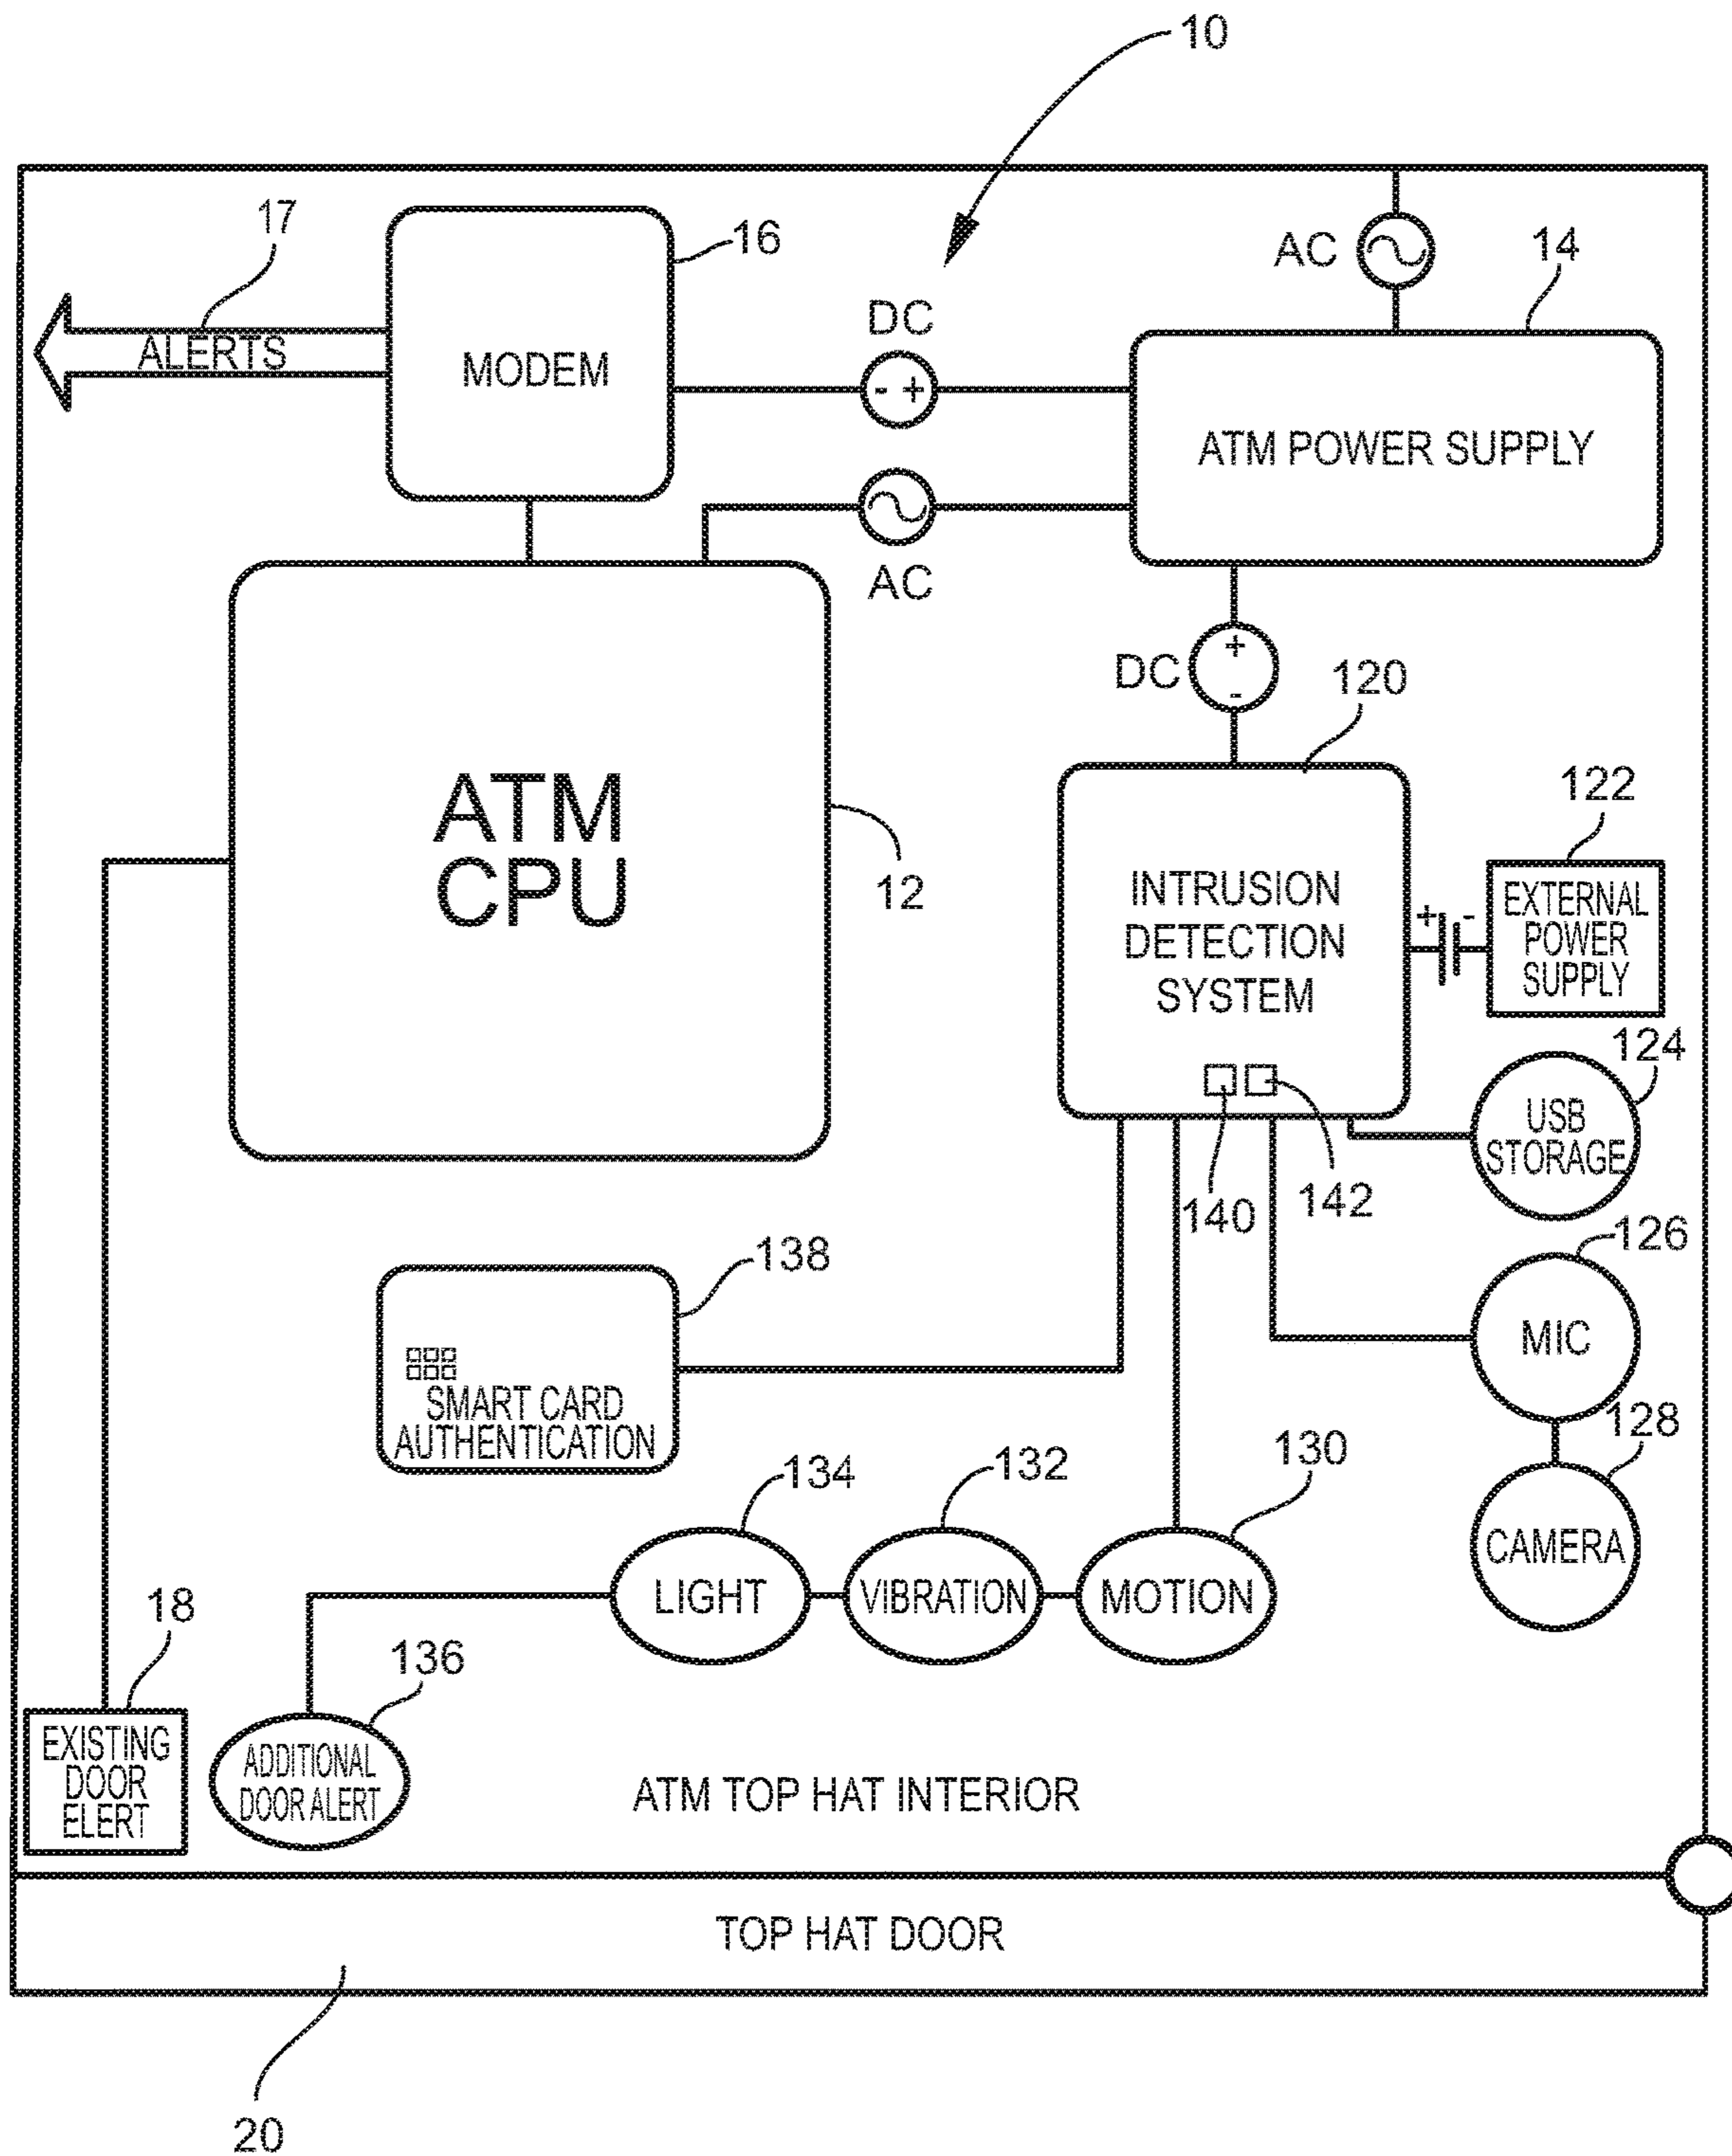 10
17
16
AC
14
DC
ALERTS
MODEM
ATM POWER SUPPLY
- +
AC
DC
+
-
120
122
ATM
CPU
12
INTRUSION
DETECTION
SYSTEM
+ -
EXTERNAL
POWER
SUPPLY
124
USB
STORAGE
140
142
126
138
MIC
SMART CARD
AUTHENTICATION
128
134
132
130
CAMERA
LIGHT
VIBRATION
MOTION
18
136
EXISTING
DOOR
ELERT
ADDITIONAL
DOOR ALERT
ATM TOP HAT INTERIOR
TOP HAT DOOR
20